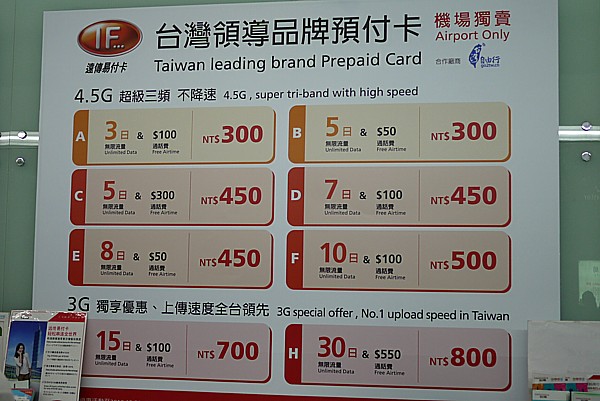 IF...
遠傳易付卡
台灣領導品牌預付卡
Taiwan leading brand Prepaid Card
機場獨賣
Airport Only
合作廠商
自由行
4.5G 超級三頻 不降速 4.5G , super tri-band with high speed
A 3日 & $100 NT$300
無限流量 通話費
Unlimited Data Free Airtime
B 5日 & $50 NT$300
無限流量 通話費
Unlimited Data Free Airtime
C 5日 & $300 NT$450
無限流量 通話費
Unlimited Data Free Airtime
D 7日 & $100 NT$450
無限流量 通話費
Unlimited Data Free Airtime
E 8日 & $50 NT$450
無限流量 通話費
Unlimited Data Free Airtime
F 10日 & $100 NT$500
無限流量 通話費
Unlimited Data Free Airtime
3G 獨享優惠、上傳速度全台領先 3G special offer , No.1 upload speed in Taiwan
15日 & $100 NT$700
無限流量 通話費
Unlimited Data Free Airtime
H 30日 & $550 NT$800
無限流量 通話費
Unlimited Data Free Airtime